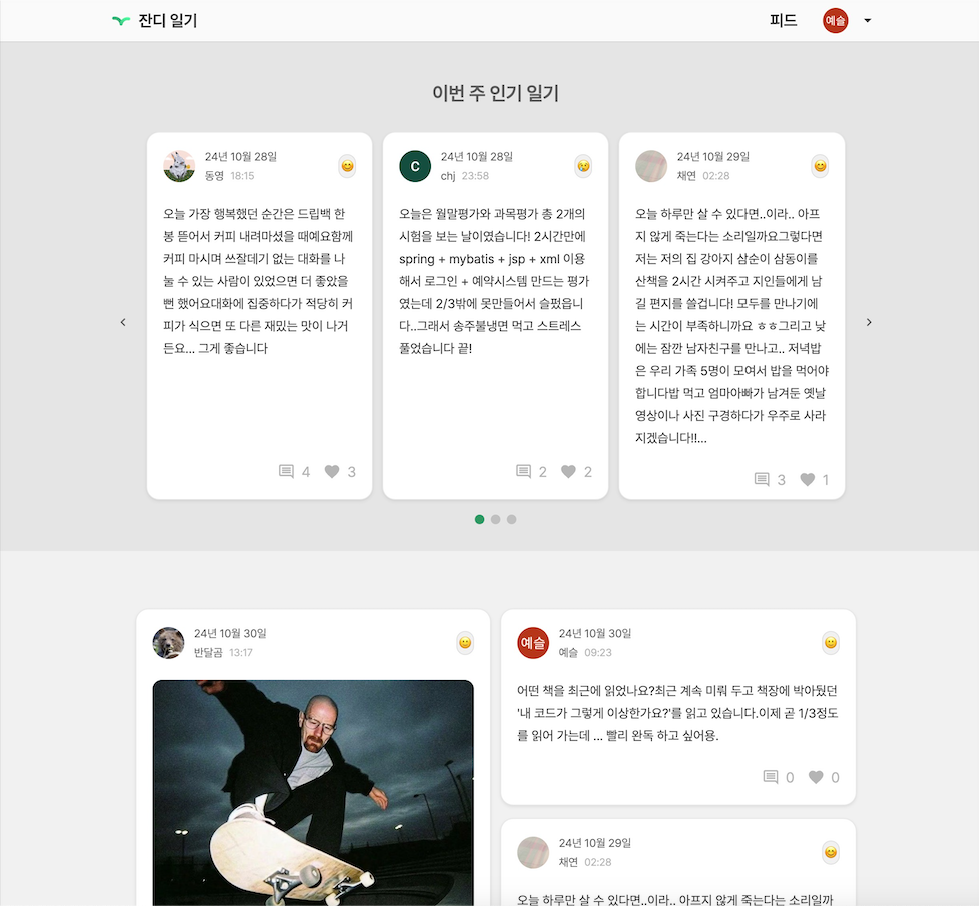 잔디 일기
피드
예슬
이번 주 인기 일기
24년 10월 28일
동영 18:15
오늘 가장 행복했던 순간은 드립백 한
봉 뜯어서 커피 내려마셨을 때예요함께
커피 마시며 쓰잘데기 없는 대화를 나
눌 수 있는 사람이 있었으면 더 좋았을
뻔 했어요대화에 집중하다가 적당히 커
피가 식으면 또 다른 재밌는 맛이 나거
든요... 그게 좋습니다
4 3
C
24년 10월 28일
chj 23:58
오늘은 월말평가와 과목평가 총 2개의
시험을 보는 날이였습니다! 2시간만에
spring + mybatis + jsp + xml 이용
해서 로그인 + 예약시스템 만드는 평가
였는데 2/3밖에 못만들어서 슬펐읍니
다..그래서 송주불냉면 먹고 스트레스
풀었습니다 끝!
2 2
24년 10월 29일
채연 02:28
오늘 하루만 살 수 있다면..이라.. 아프
지 않게 죽는다는 소리일까요그렇다면
저는 저의 집 강아지 삼순이 삼동이를
산책을 2시간 시켜주고 지인들에게 남
길 편지를 쓸겁니다! 모두를 만나기에
는 시간이 부족하니까요 ㅎㅎ그리고 낮
에는 잠깐 남자친구를 만나고.. 저녁밥
은 우리 가족 5명이 모여서 밥을 먹어야
합니다밥 먹고 엄마아빠가 남겨둔 옛날
영상이나 사진 구경하다가 우주로 사라
지겠습니다!!...
3 1
24년 10월 30일
반달곰 13:17
예슬
24년 10월 30일
예슬 09:23
어떤 책을 최근에 읽었나요?최근 계속 미뤄 두고 책장에 박아뒀던
'내 코드가 그렇게 이상한가요?'를 읽고 있습니다.이제 곧 1/3정도
를 읽어 가는데 ... 빨리 완독 하고 싶어용.
0 0
24년 10월 29일
채연 02:28
오늘 하루만 살 수 있다면..이라.. 아프지 않게 죽는다는 소리일까